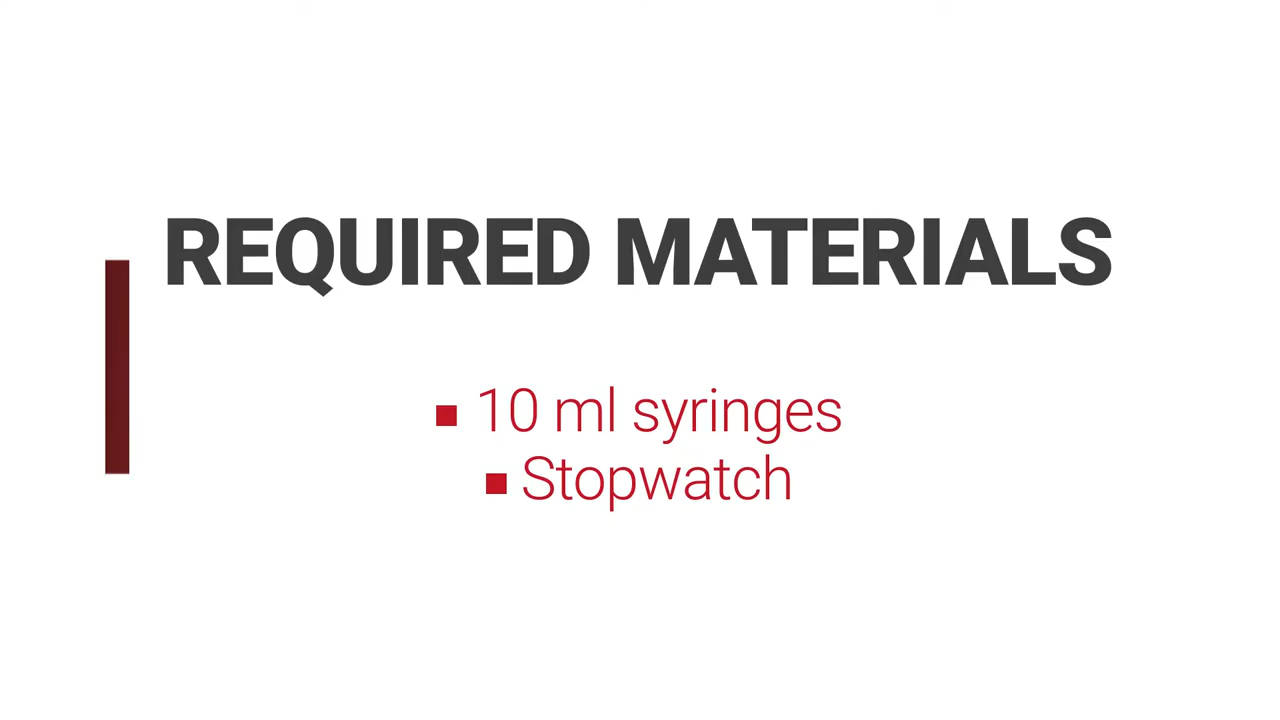 REQUIRED MATERIALS
▪ 10 ml syringes
▪ Stopwatch